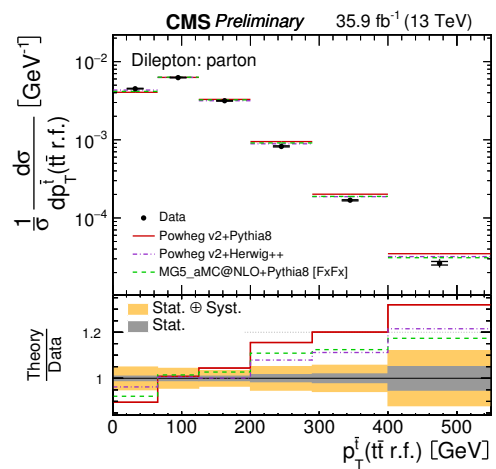 CMS Preliminary 35.9 fb⁻¹ (13 TeV)
Dilepton: parton
1/σ dσ/dp_T^t̄(tt̄ r.f.) [GeV⁻¹]
10⁻²
10⁻³
10⁻⁴
Data
Powheg v2+Pythia8
Powheg v2+Herwig++
MG5_aMC@NLO+Pythia8 [FxFx]
Theory/Data
Stat. ⊕ Syst.
Stat.
1.2
1
0 100 200 300 400 500
p_T^t̄(tt̄ r.f.) [GeV]